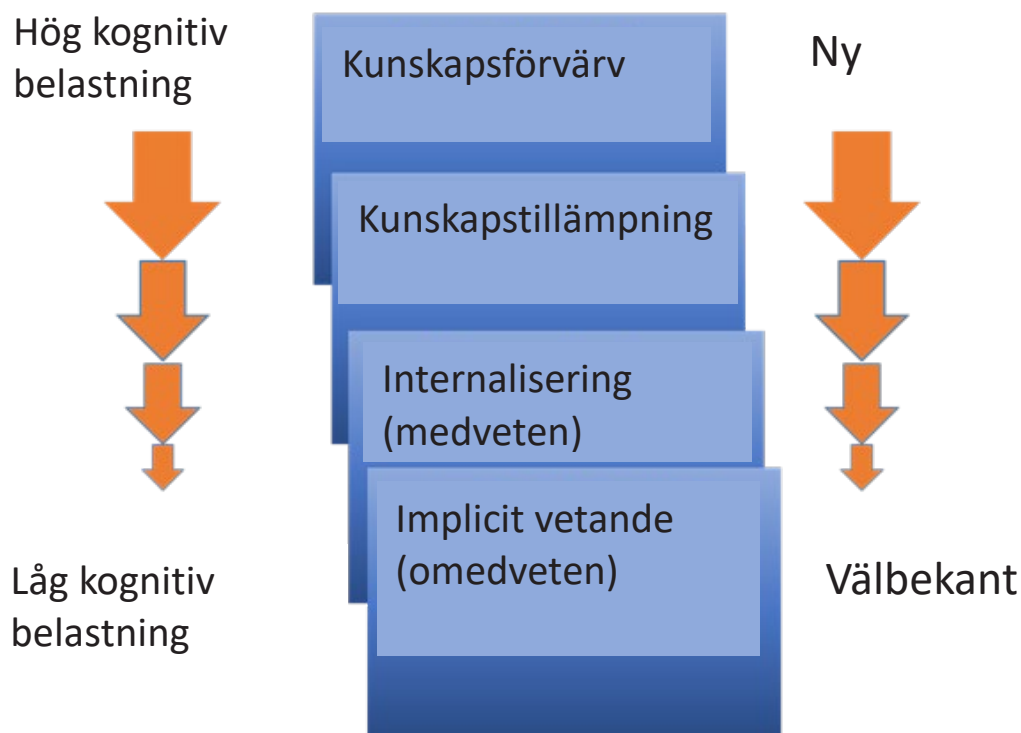 Hög kognitiv
belastning
Kunskapsförvärv
Ny
Kunskapstillämpning
Internalisering
(medveten)
Implicit vetande
(omedveten)
Låg kognitiv
belastning
Välbekant